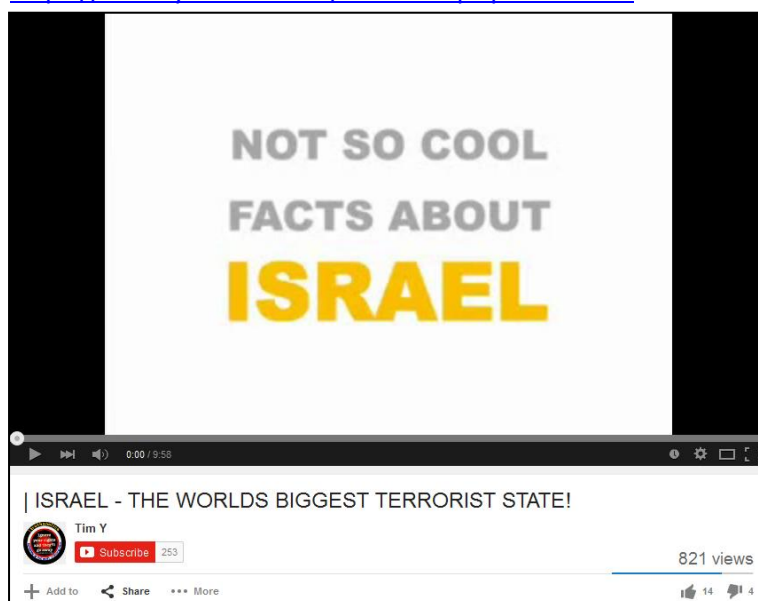 NOT SO COOL
FACTS ABOUT
ISRAEL
0:00 / 9:58
| ISRAEL - THE WORLDS BIGGEST TERRORIST STATE!
Tim Y
Subscribe 253
821 views
Add to Share More
14 4